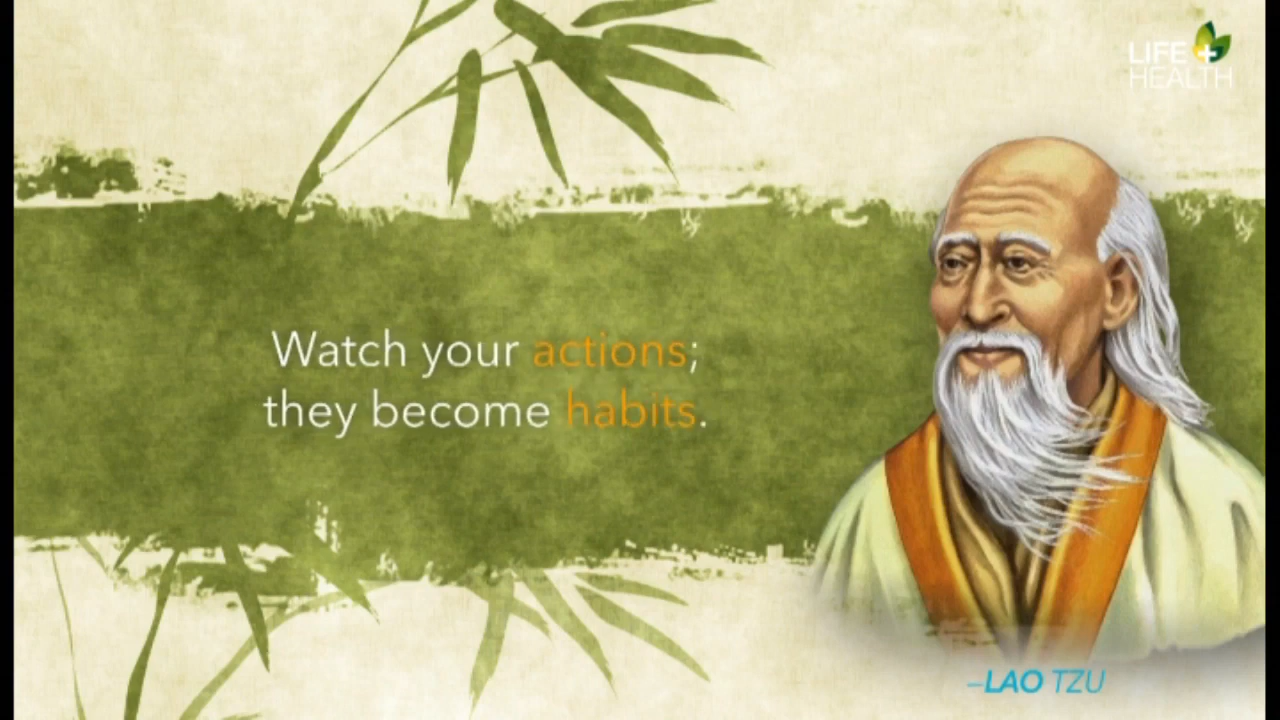 LIFE+
HEALTH
Watch your actions;
they become habits.
–LAO TZU